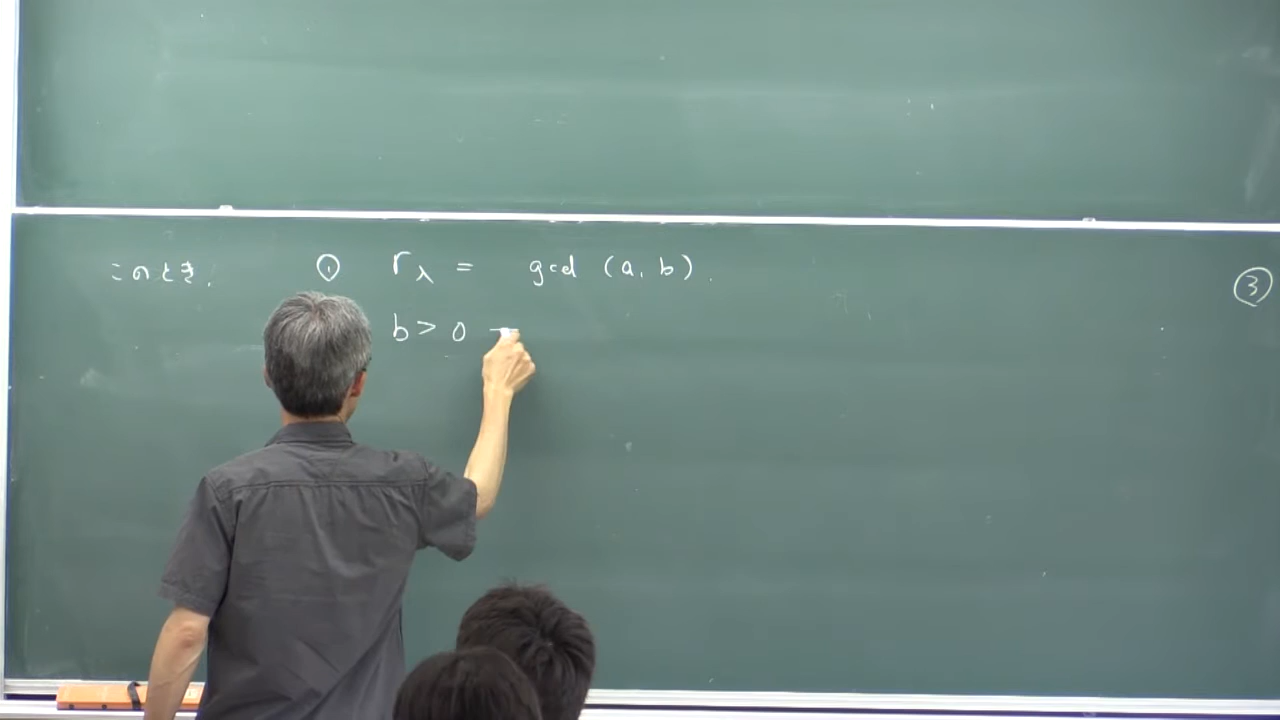 このとき, ① r_λ = gcd (a, b).
③
b > 0